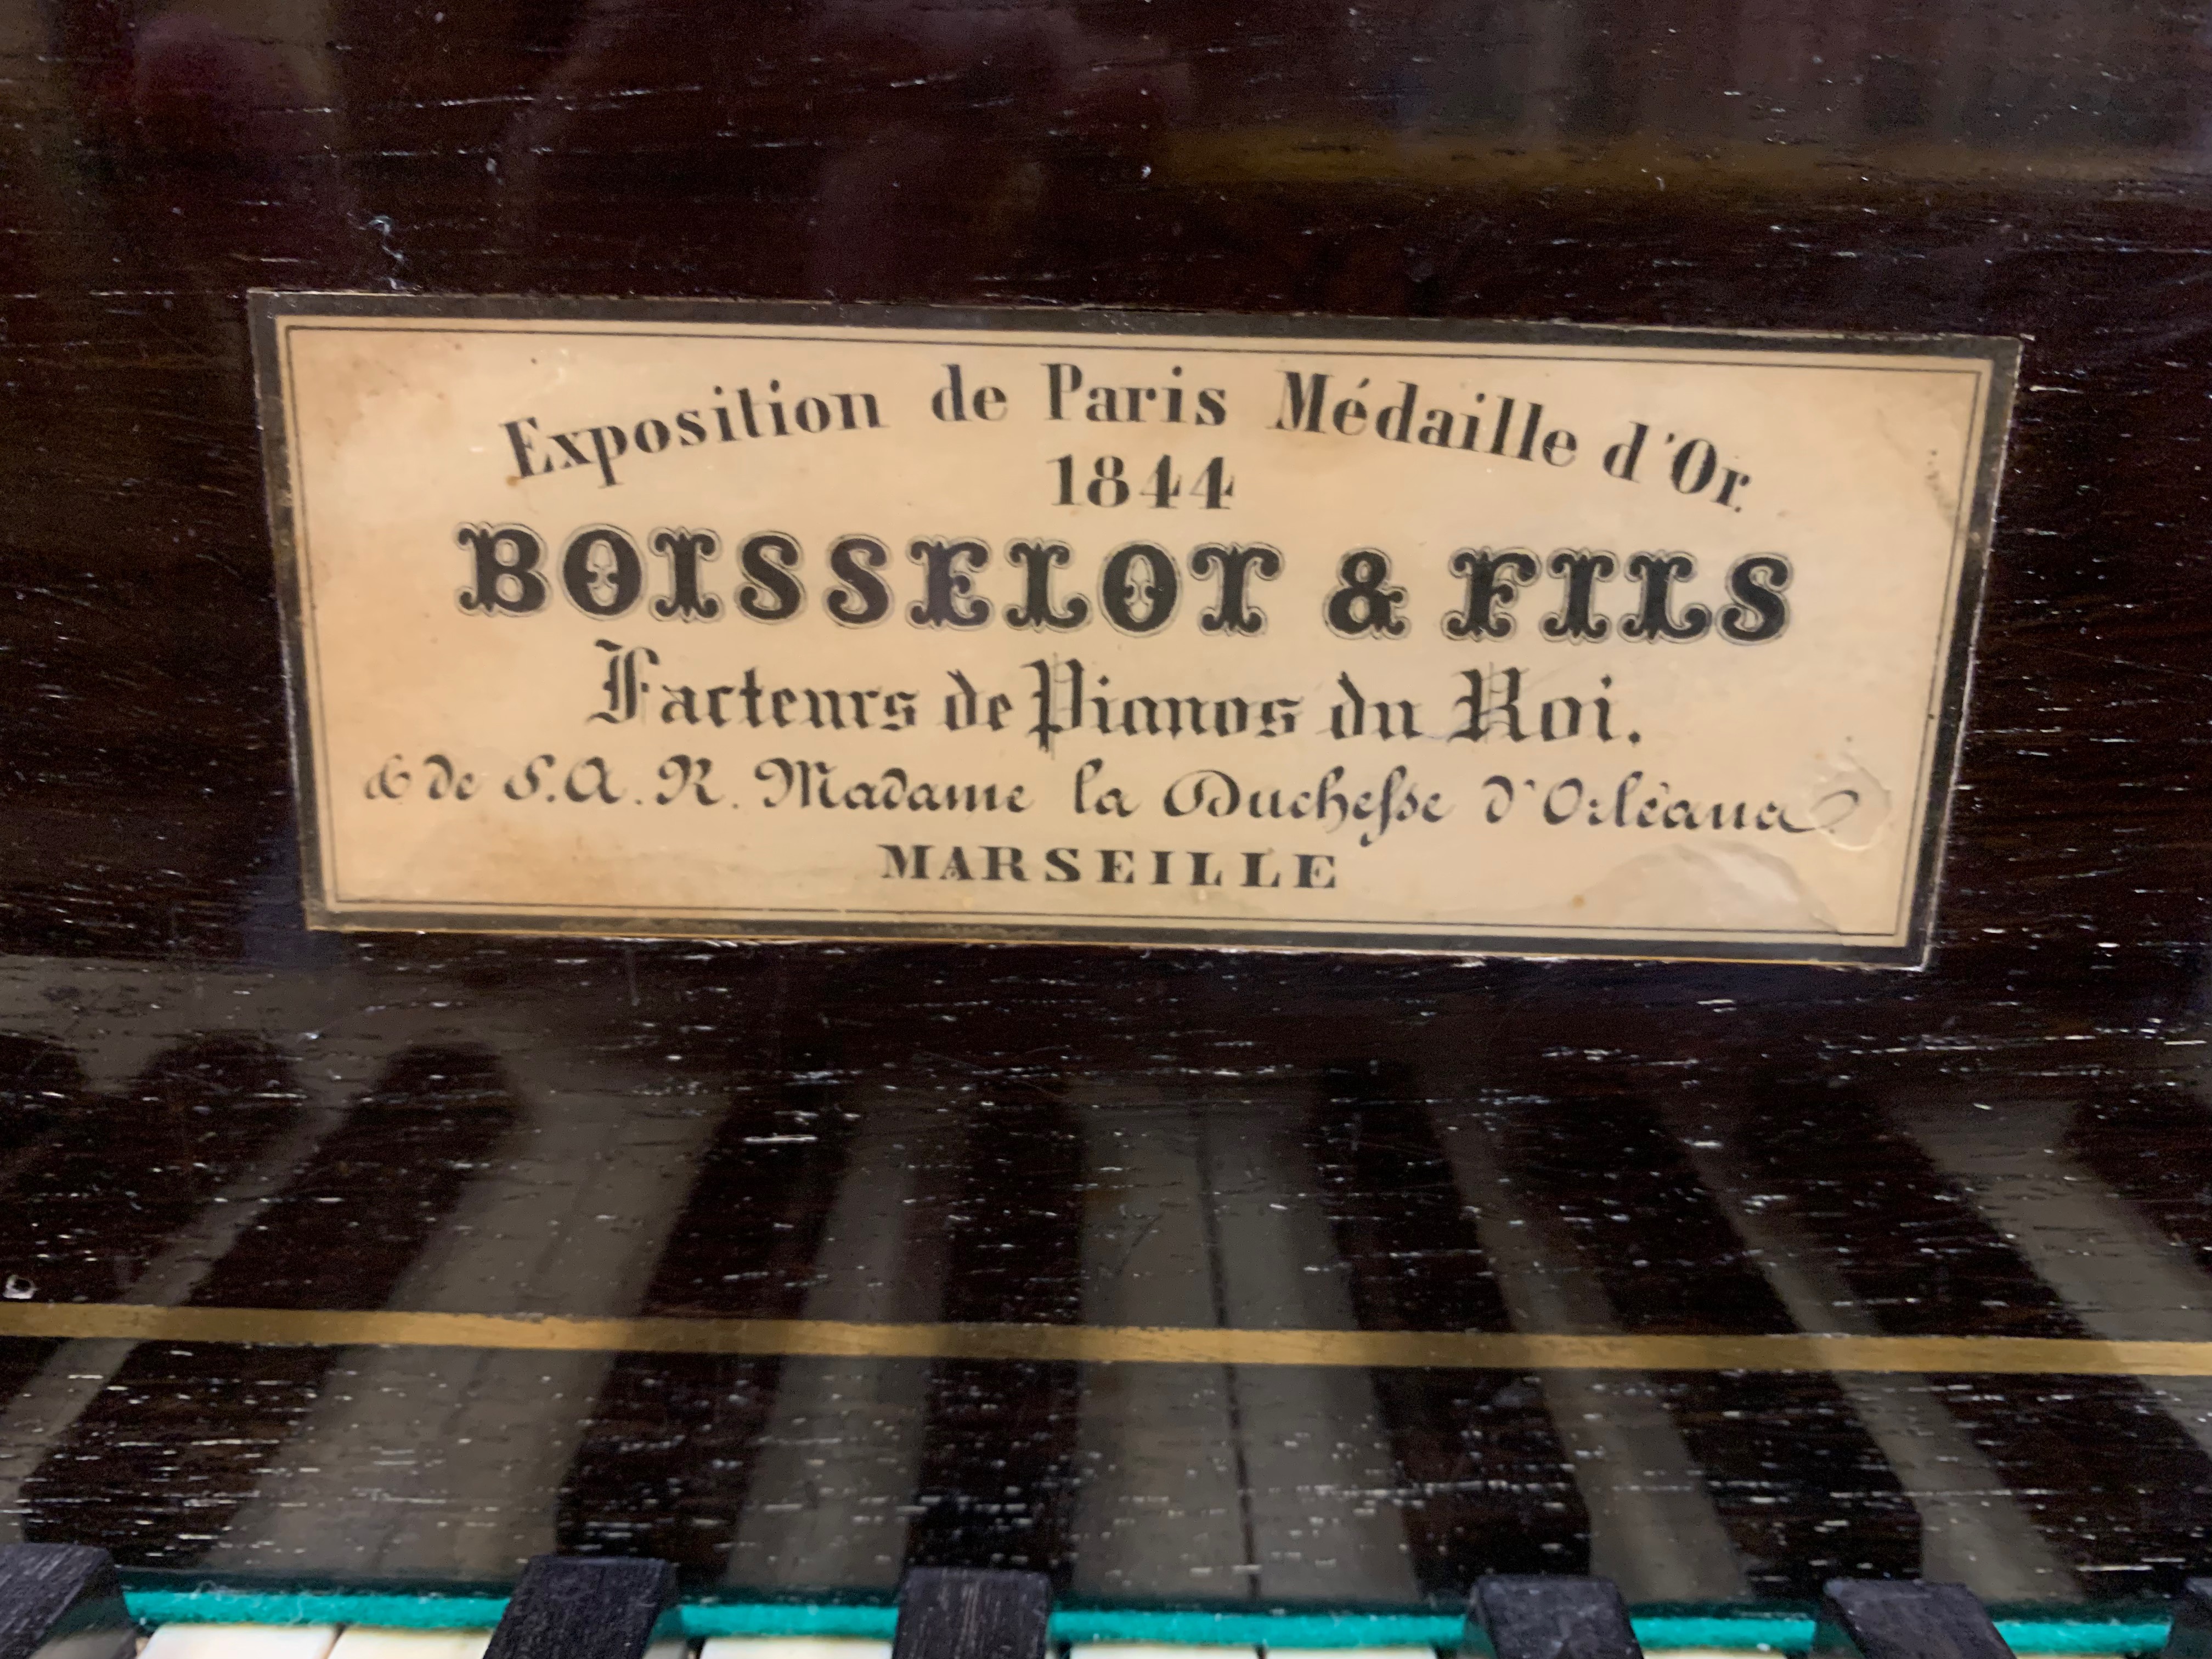 Exposition de Paris Médaille d'Or.
1844
BOISSELOT & FILS
Facteurs de Pianos du Roi.
& de S.A.R. Madame la Duchesse d'Orléans
MARSEILLE